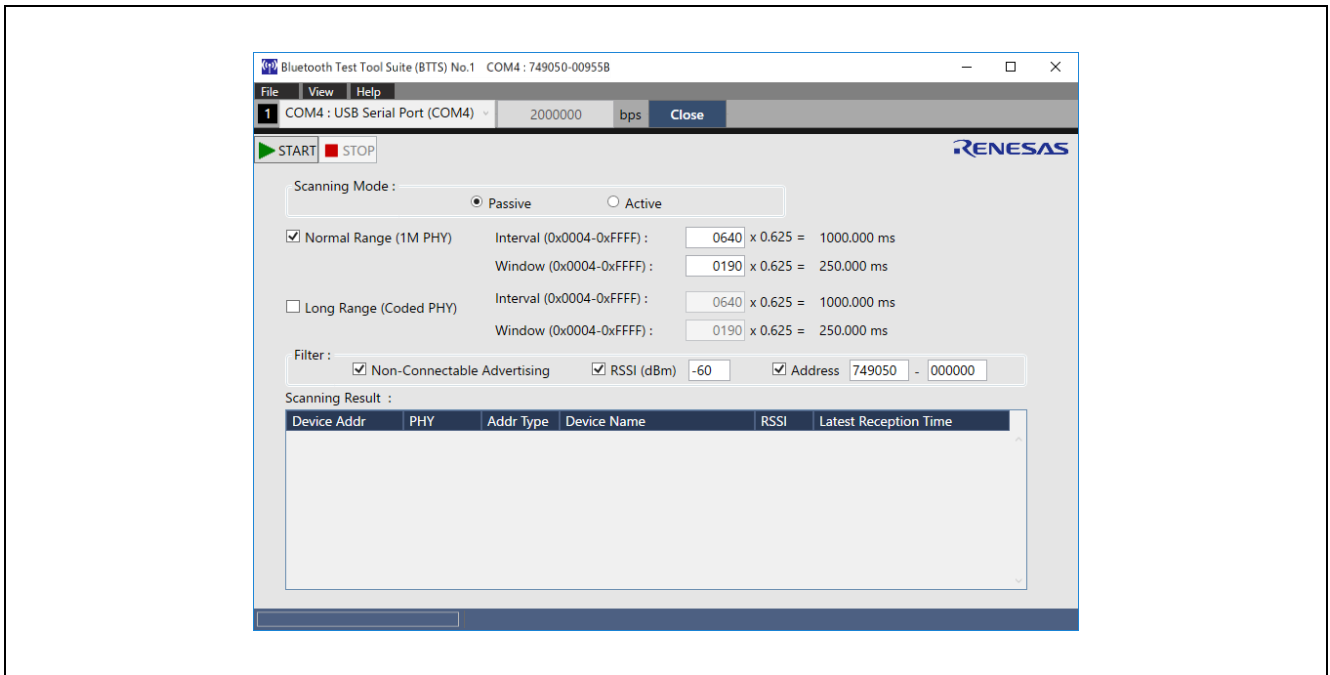 Bluetooth Test Tool Suite (BTTS) No.1 COM4 : 749050-00955B
File View Help
1 COM4 : USB Serial Port (COM4) 2000000 bps Close
START STOP RENESAS
Scanning Mode :
Passive Active
Normal Range (1M PHY) Interval (0x0004-0xFFFF) : 0640 x 0.625 = 1000.000 ms
Window (0x0004-0xFFFF) : 0190 x 0.625 = 250.000 ms
Long Range (Coded PHY) Interval (0x0004-0xFFFF) : 0640 x 0.625 = 1000.000 ms
Window (0x0004-0xFFFF) : 0190 x 0.625 = 250.000 ms
Filter :
Non-Connectable Advertising RSSI (dBm) -60 Address 749050 - 000000
Scanning Result :
Device Addr PHY Addr Type Device Name RSSI Latest Reception Time